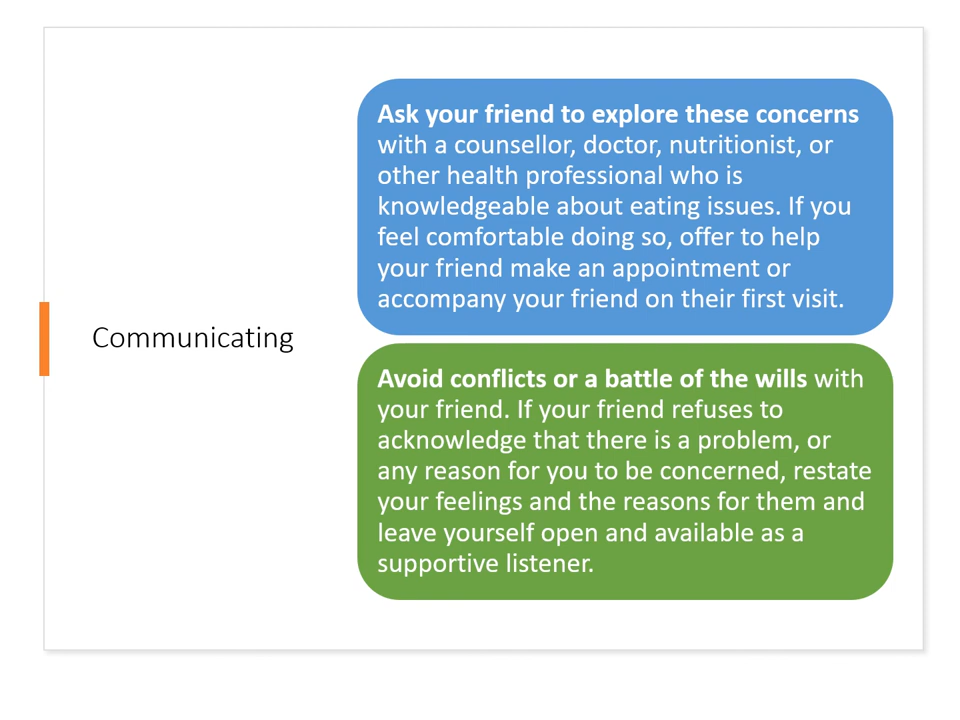 Communicating
Ask your friend to explore these concerns
with a counsellor, doctor, nutritionist, or
other health professional who is
knowledgeable about eating issues. If you
feel comfortable doing so, offer to help
your friend make an appointment or
accompany your friend on their first visit.
Avoid conflicts or a battle of the wills with
your friend. If your friend refuses to
acknowledge that there is a problem, or
any reason for you to be concerned, restate
your feelings and the reasons for them and
leave yourself open and available as a
supportive listener.